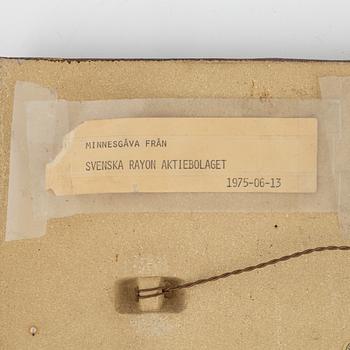 MINNESGÅVA FRÅN
SVENSKA RAYON AKTIEBOLAGET
1975-06-13